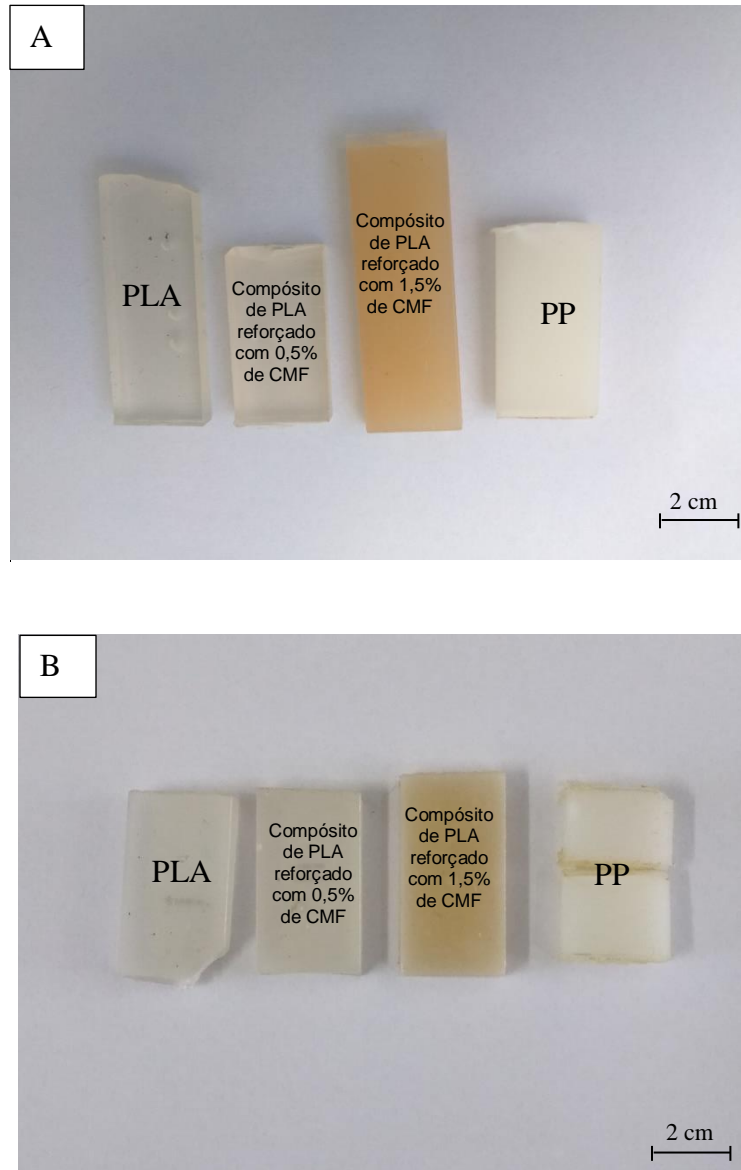 A
PLA
Compósito
de PLA
reforçado
com 0,5%
de CMF
Compósito
de PLA
reforçado
com 1,5%
de CMF
PP
2 cm
B
PLA
Compósito
de PLA
reforçado
com 0,5%
de CMF
Compósito
de PLA
reforçado
com 1,5%
de CMF
PP
2 cm